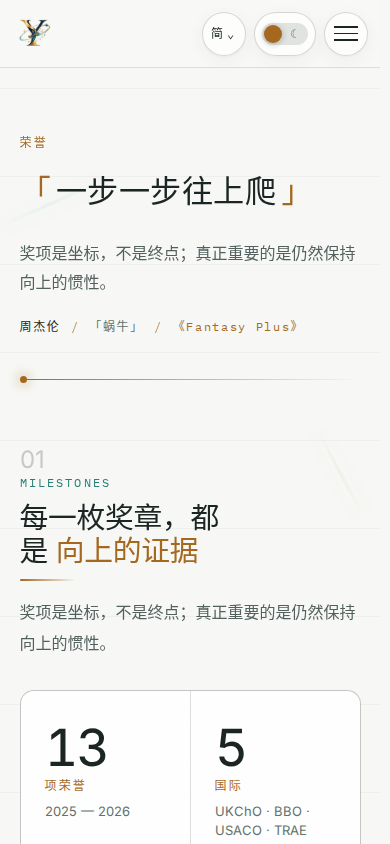 简
荣誉
「一步一步往上爬」
奖项是坐标，不是终点；真正重要的是仍然保持
向上的惯性。
周杰伦 / 「蜗牛」 / 《Fantasy Plus》
01
MILESTONES
每一枚奖章，都
是 向上的证据
奖项是坐标，不是终点；真正重要的是仍然保持
向上的惯性。
13
项荣誉
2025 — 2026
5
国际
UKChO · BBO ·
USACO · TRAE